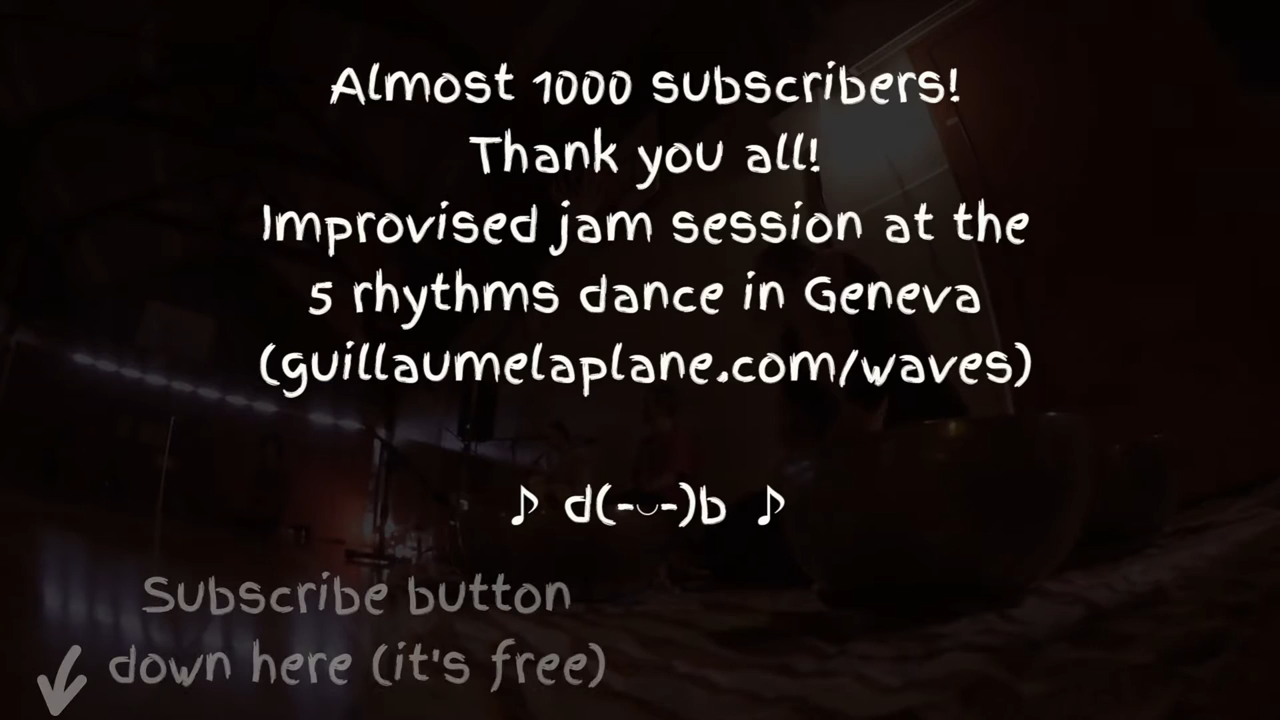 Almost 1000 subscribers!
Thank you all!
Improvised jam session at the
5 rhythms dance in Geneva
(guillaumelaplane.com/waves)
♪ d(-◡-)b ♪
Subscribe button
down here (it's free)